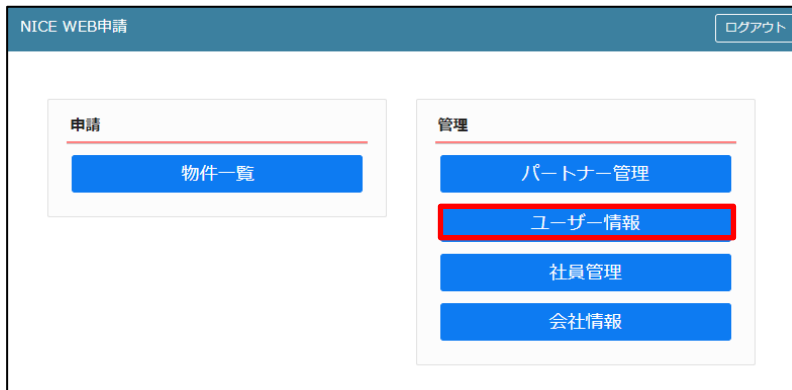 NICE WEB申請
ログアウト
申請
物件一覧
管理
パートナー管理
ユーザー情報
社員管理
会社情報